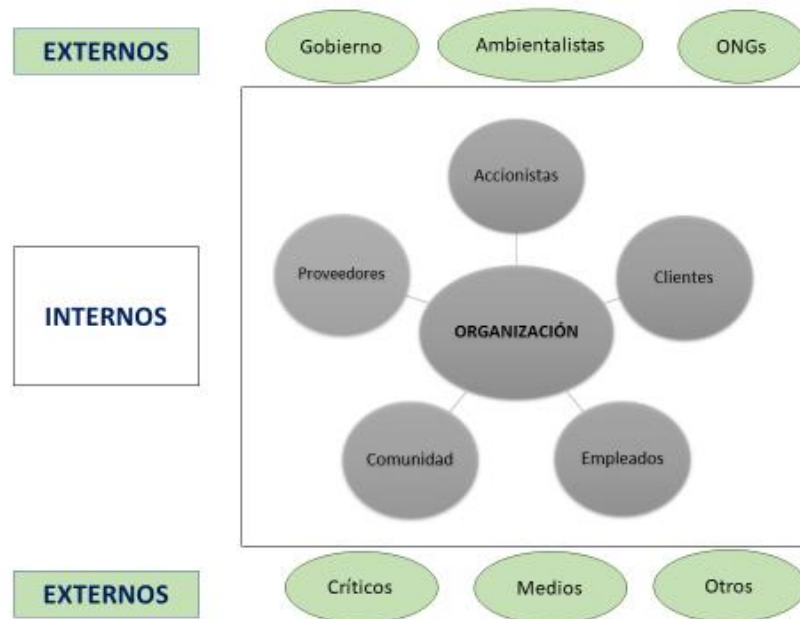 EXTERNOS
Gobierno
Ambientalistas
ONGs
Accionistas
Proveedores
Clientes
INTERNOS
ORGANIZACIÓN
Comunidad
Empleados
EXTERNOS
Críticos
Medios
Otros